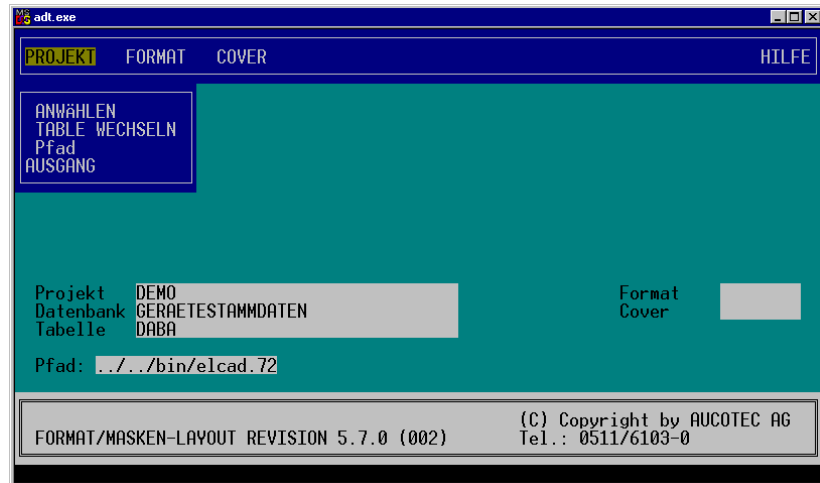 adt.exe
PROJEKT FORMAT COVER HILFE
ANWäHLEN
TABLE WECHSELN
Pfad
AUSGANG
Projekt DEMO Format
Datenbank GERAETESTAMMDATEN Cover
Tabelle DABA
Pfad: ../../bin/elcad.72
(C) Copyright by AUCOTEC AG
FORMAT/MASKEN-LAYOUT REVISION 5.7.0 (002) Tel.: 0511/6103-0